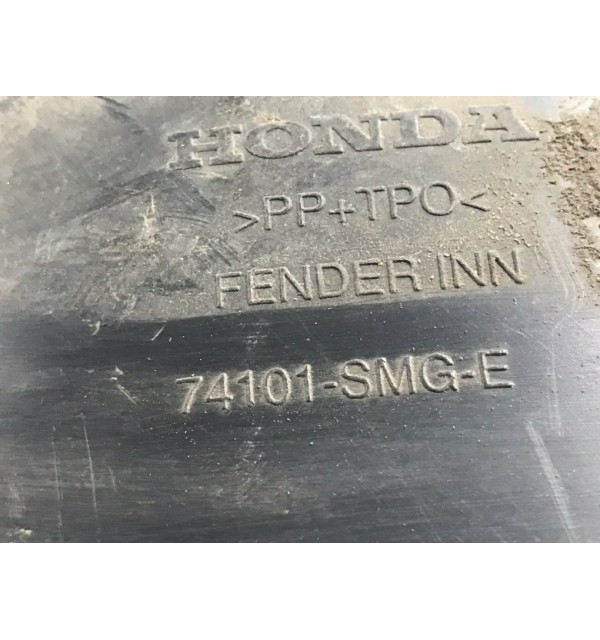 HONDA
>PP+TPO<
FENDER INN
74101-SMG-E